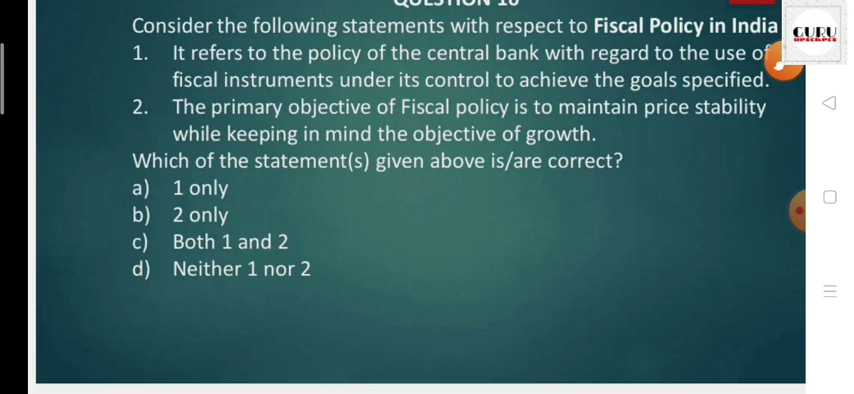 QUESTION 10
Consider the following statements with respect to Fiscal Policy in India
1. It refers to the policy of the central bank with regard to the use of
fiscal instruments under its control to achieve the goals specified.
2. The primary objective of Fiscal policy is to maintain price stability
while keeping in mind the objective of growth.
Which of the statement(s) given above is/are correct?
a) 1 only
b) 2 only
c) Both 1 and 2
d) Neither 1 nor 2
GURU